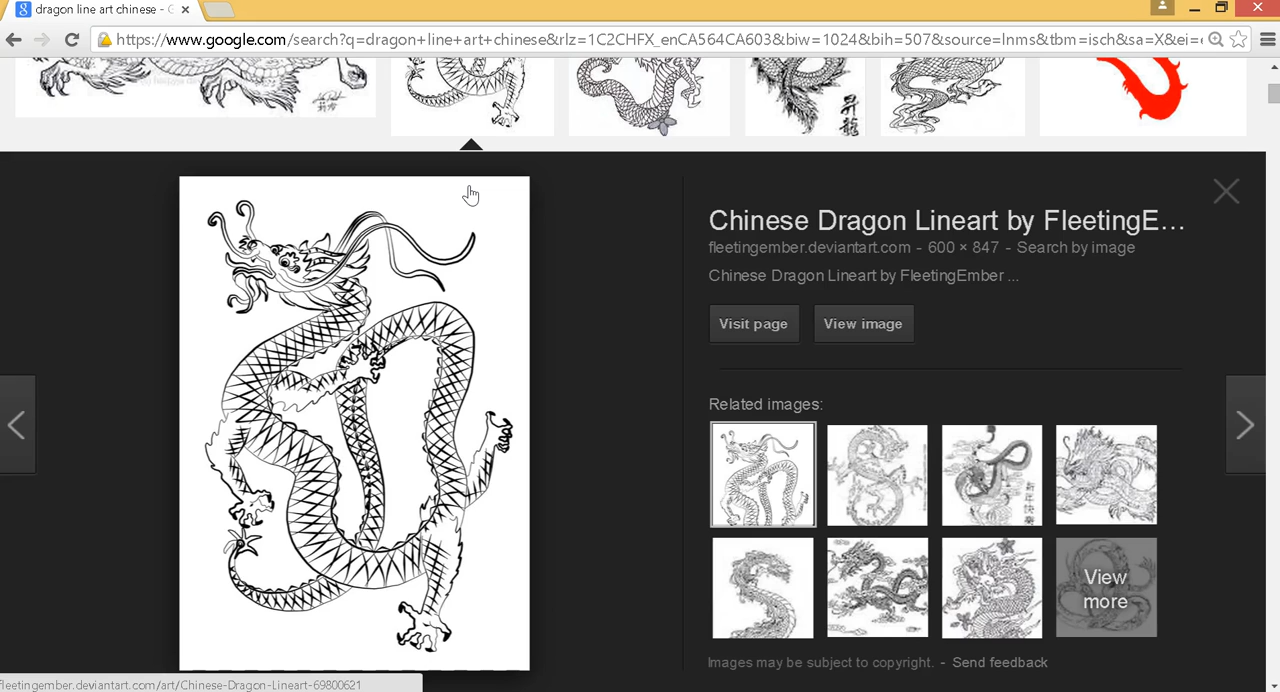 dragon line art chinese - G
https://www.google.com/search?q=dragon+line+art+chinese&rlz=1C2CHFX_enCA564CA603&biw=1024&bih=507&source=lnms&tbm=isch&sa=X&ei=
昇龍
Chinese Dragon Lineart by FleetingE...
fleetingember.deviantart.com - 600 × 847 - Search by image
Chinese Dragon Lineart by FleetingEmber ...
Visit page View image
Related images:
View
more
Images may be subject to copyright. - Send feedback
fleetingember.deviantart.com/art/Chinese-Dragon-Lineart-69800621